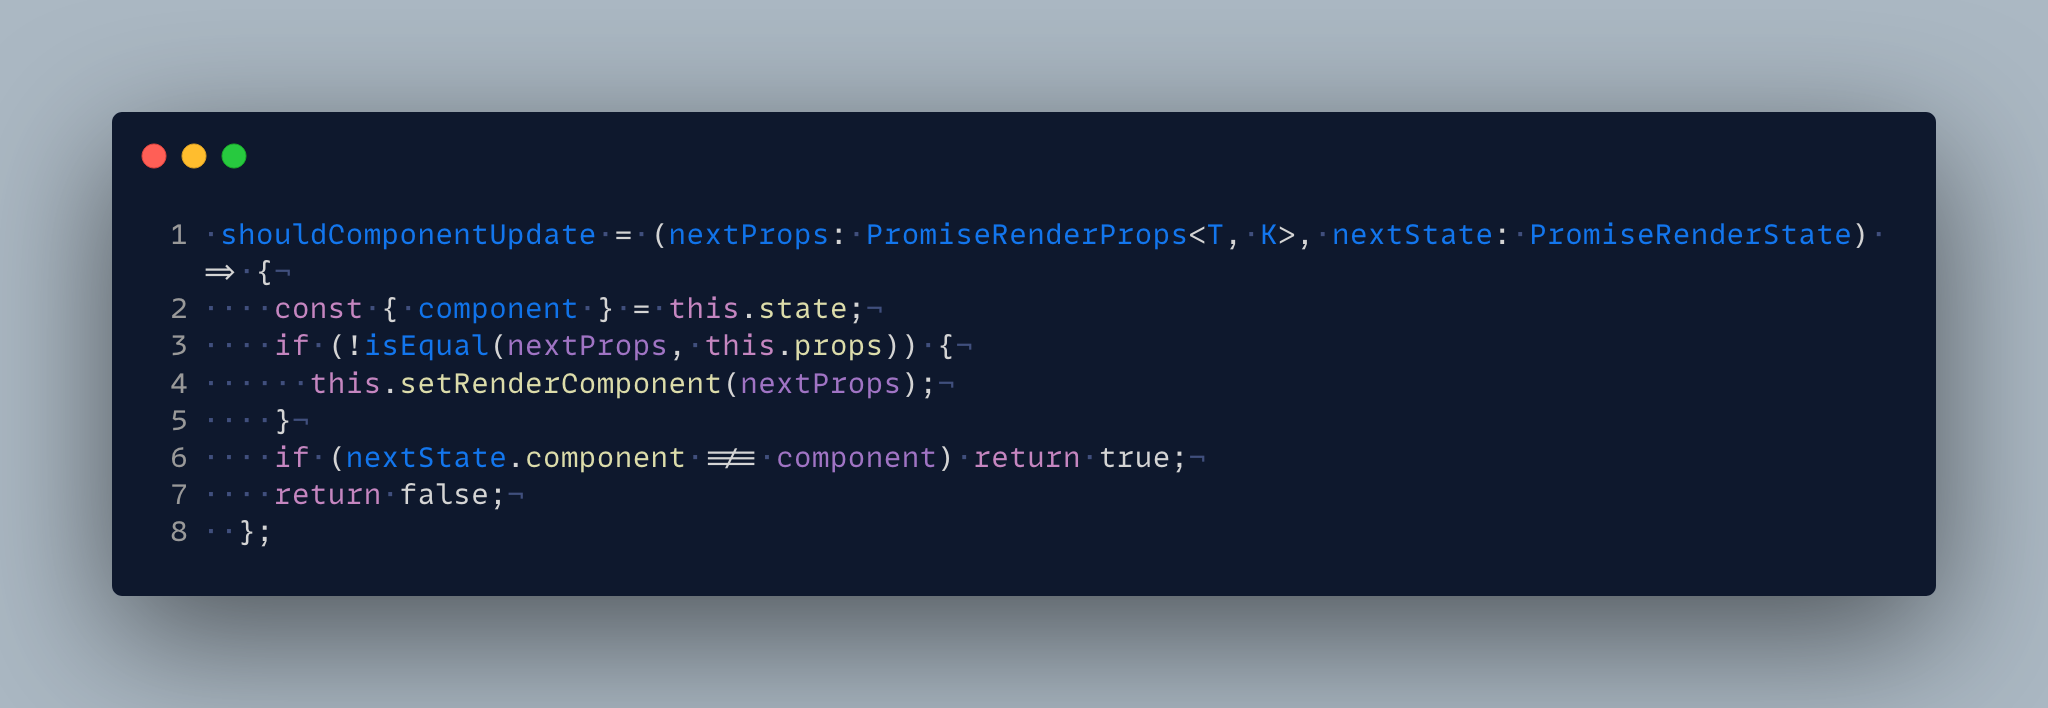 1 shouldComponentUpdate = (nextProps: PromiseRenderProps<T, K>, nextState: PromiseRenderState)
=> {
2     const { component } = this.state;
3     if (!isEqual(nextProps, this.props)) {
4       this.setRenderComponent(nextProps);
5     }
6     if (nextState.component !== component) return true;
7     return false;
8   };